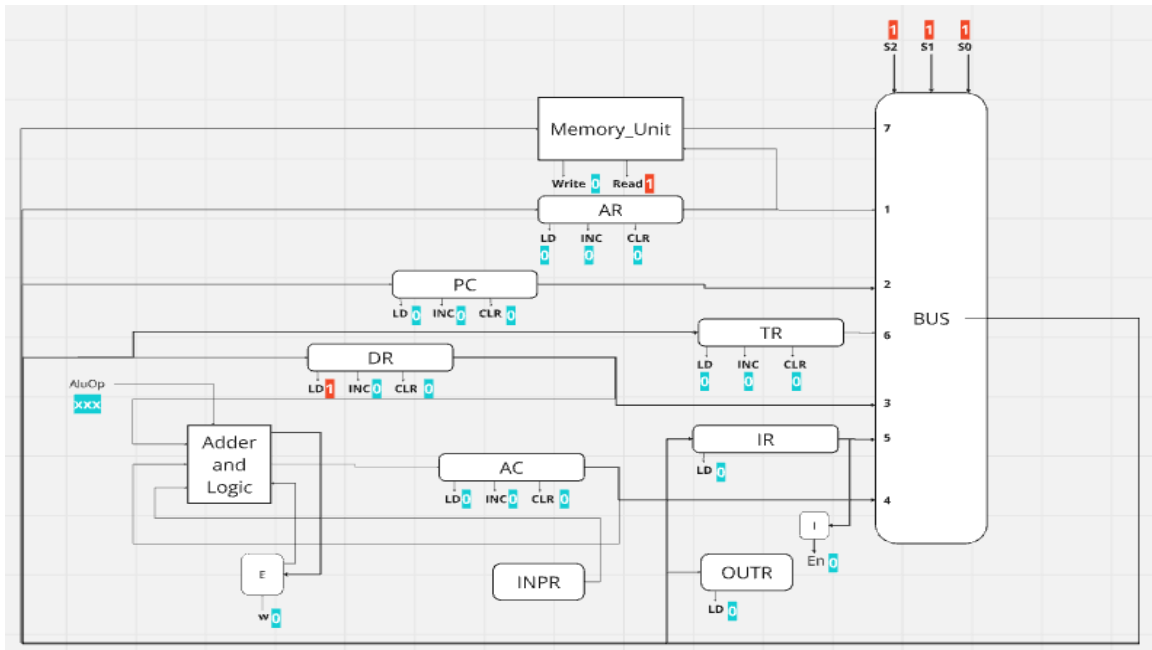 1 1 1
S2 S1 S0
Memory_Unit
7
Write 0 Read 1
AR
1
LD INC CLR
0 0 0
PC
2
LD 0 INC 0 CLR 0
BUS
TR
6
LD INC CLR
0 0 0
DR
LD 1 INC 0 CLR 0
AluOp
xxx
3
Adder
and
Logic
IR
5
LD 0
AC
LD 0 INC 0 CLR 0
4
I
En 0
E
w 0
INPR
OUTR
LD 0